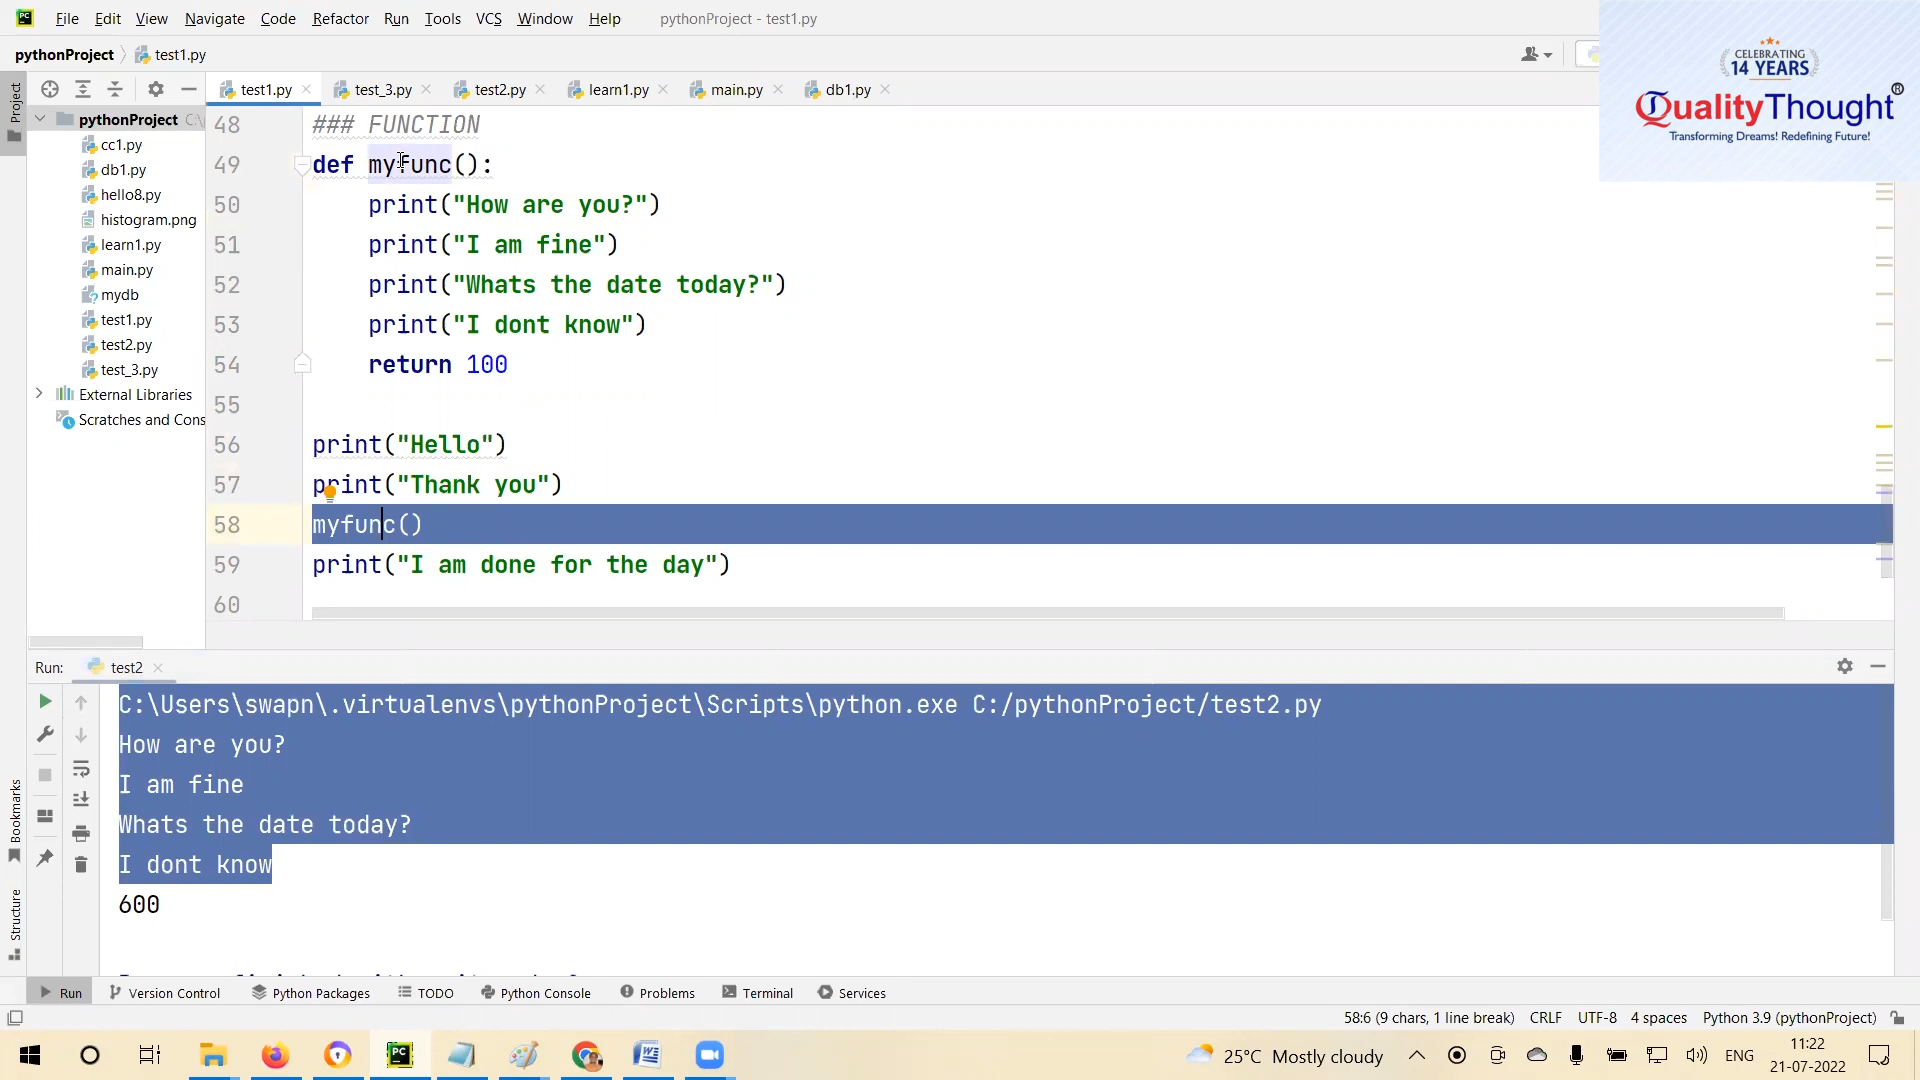 File Edit View Navigate Code Refactor Run Tools VCS Window Help pythonProject - test1.py
pythonProject test1.py
CELEBRATING
14 YEARS
QualityThought ®
Transforming Dreams! Redefining Future!
Project
test1.py test_3.py test2.py learn1.py main.py db1.py
pythonProject
cc1.py
db1.py
hello8.py
histogram.png
learn1.py
main.py
mydb
test1.py
test2.py
test_3.py
External Libraries
Scratches and Cons
48 ### FUNCTION
49 def myfunc():
50 print("How are you?")
51 print("I am fine")
52 print("Whats the date today?")
53 print("I dont know")
54 return 100
55
56 print("Hello")
57 print("Thank you")
58 myfunc()
59 print("I am done for the day")
60
Run: test2
C:\Users\swapn\.virtualenvs\pythonProject\Scripts\python.exe C:/pythonProject/test2.py
How are you?
I am fine
Whats the date today?
I dont know
600
Bookmarks
Structure
Run Version Control Python Packages TODO Python Console Problems Terminal Services
58:6 (9 chars, 1 line break) CRLF UTF-8 4 spaces Python 3.9 (pythonProject)
25°C Mostly cloudy ENG 11:22
21-07-2022